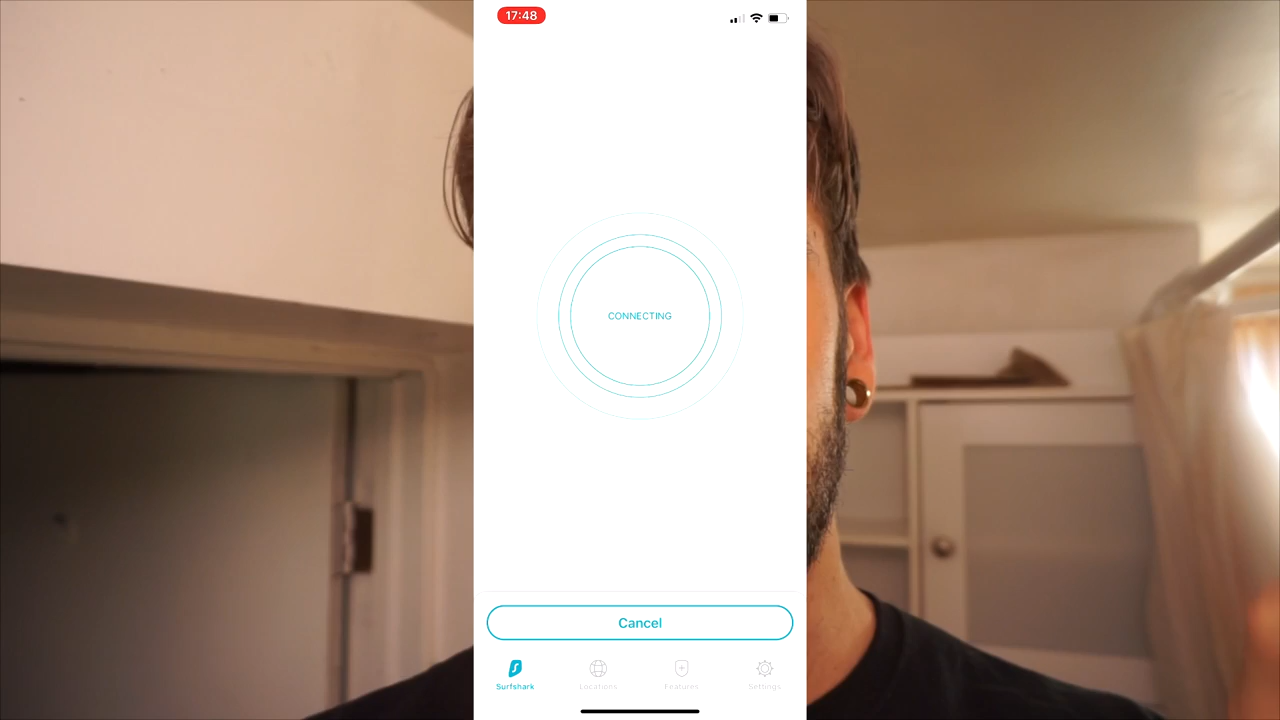 17:48
CONNECTING
Cancel
Surfshark
Locations
Features
Settings